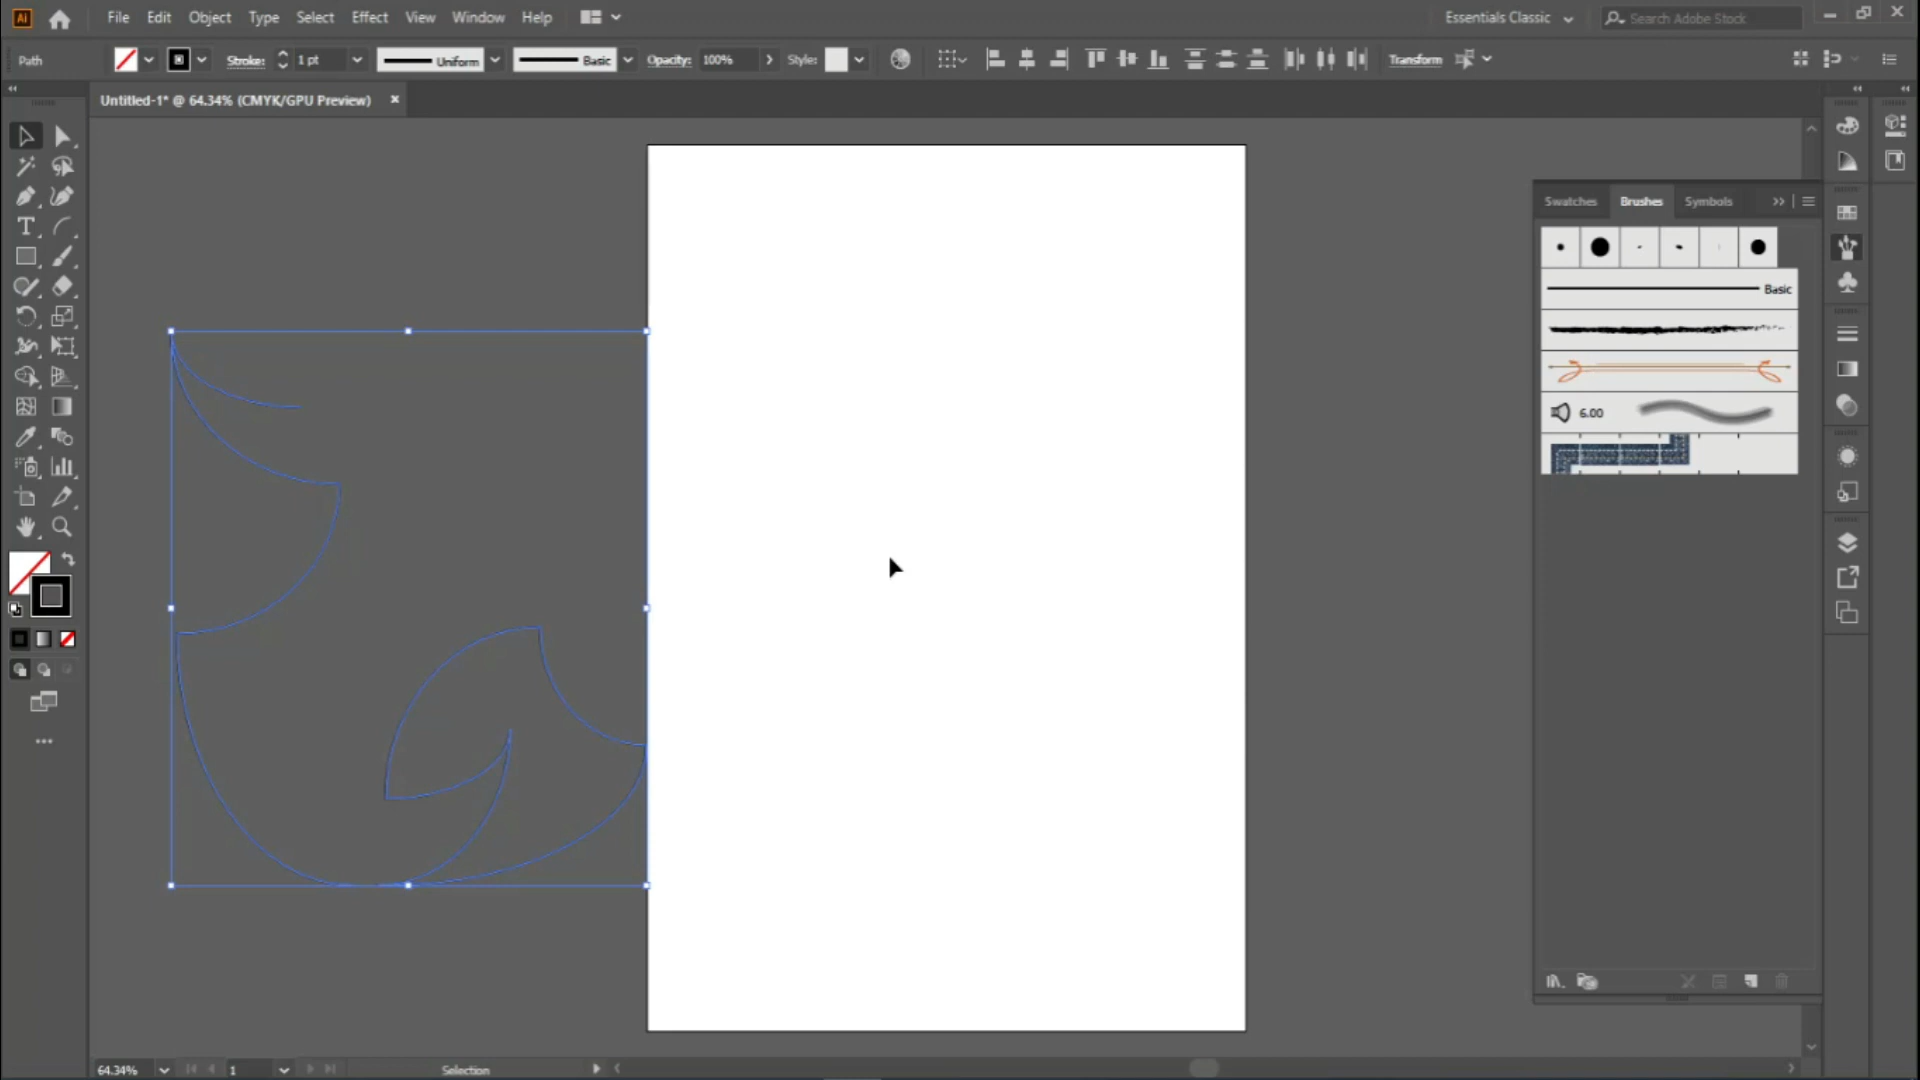 Ai File Edit Object Type Select Effect View Window Help Essentials Classic Search Adobe Stock
Path Stroke: 1 pt Uniform Basic Opacity: 100% Style: Transform
Untitled-1* @ 64.34% (CMYK/GPU Preview)
Swatches Brushes Symbols
Basic
6.00
64.34% 1 Selection